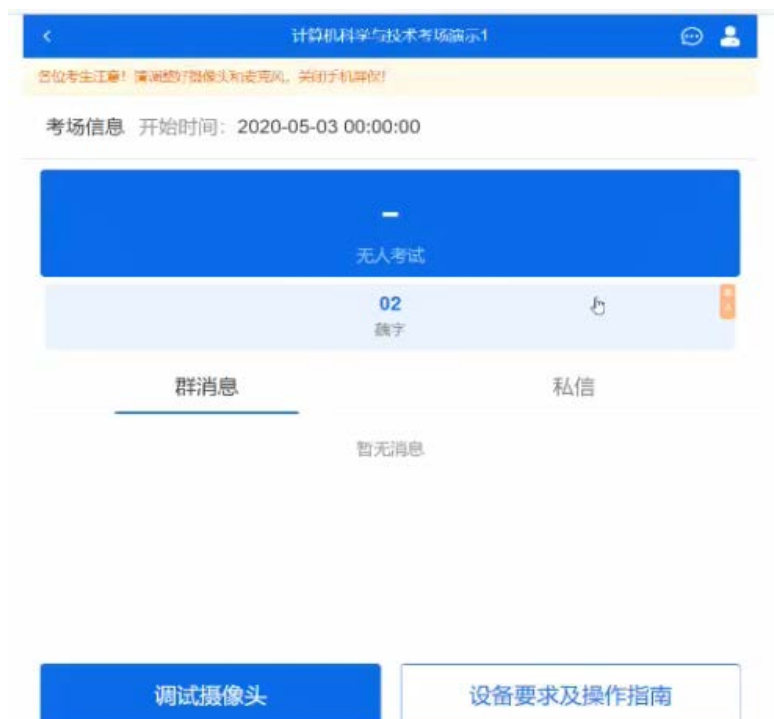 计算机科学与技术考场演示1
各位考生注意！请调整好摄像头和麦克风，关闭手机屏保！
考场信息 开始时间：2020-05-03 00:00:00
-
无人考试
02
魏宇
群消息 私信
暂无消息
调试摄像头 设备要求及操作指南